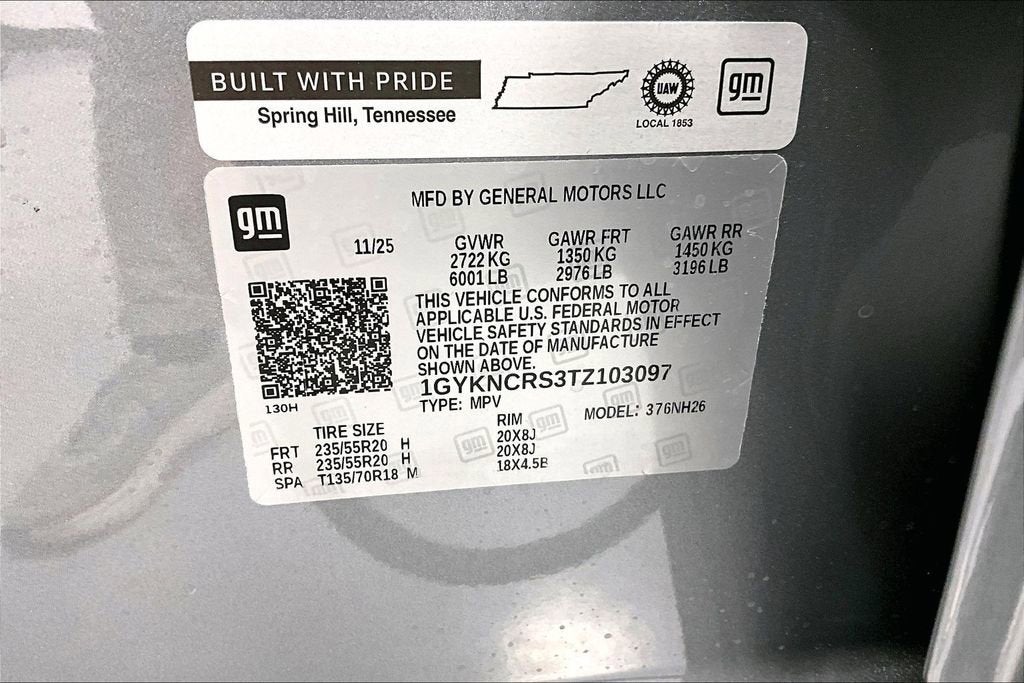 BUILT WITH PRIDE
Spring Hill, Tennessee
UAW
LOCAL 1853
gm
gm
MFD BY GENERAL MOTORS LLC
11/25
GVWR GAWR FRT GAWR RR
2722 KG 1350 KG 1450 KG
6001 LB 2976 LB 3196 LB
THIS VEHICLE CONFORMS TO ALL
APPLICABLE U.S. FEDERAL MOTOR
VEHICLE SAFETY STANDARDS IN EFFECT
ON THE DATE OF MANUFACTURE
SHOWN ABOVE.
1GYKNCRS3TZ103097
130H
TYPE: MPV MODEL: 376NH26
TIRE SIZE RIM
FRT 235/55R20 H 20X8J
RR 235/55R20 H 20X8J
SPA T135/70R18 M 18X4.5B